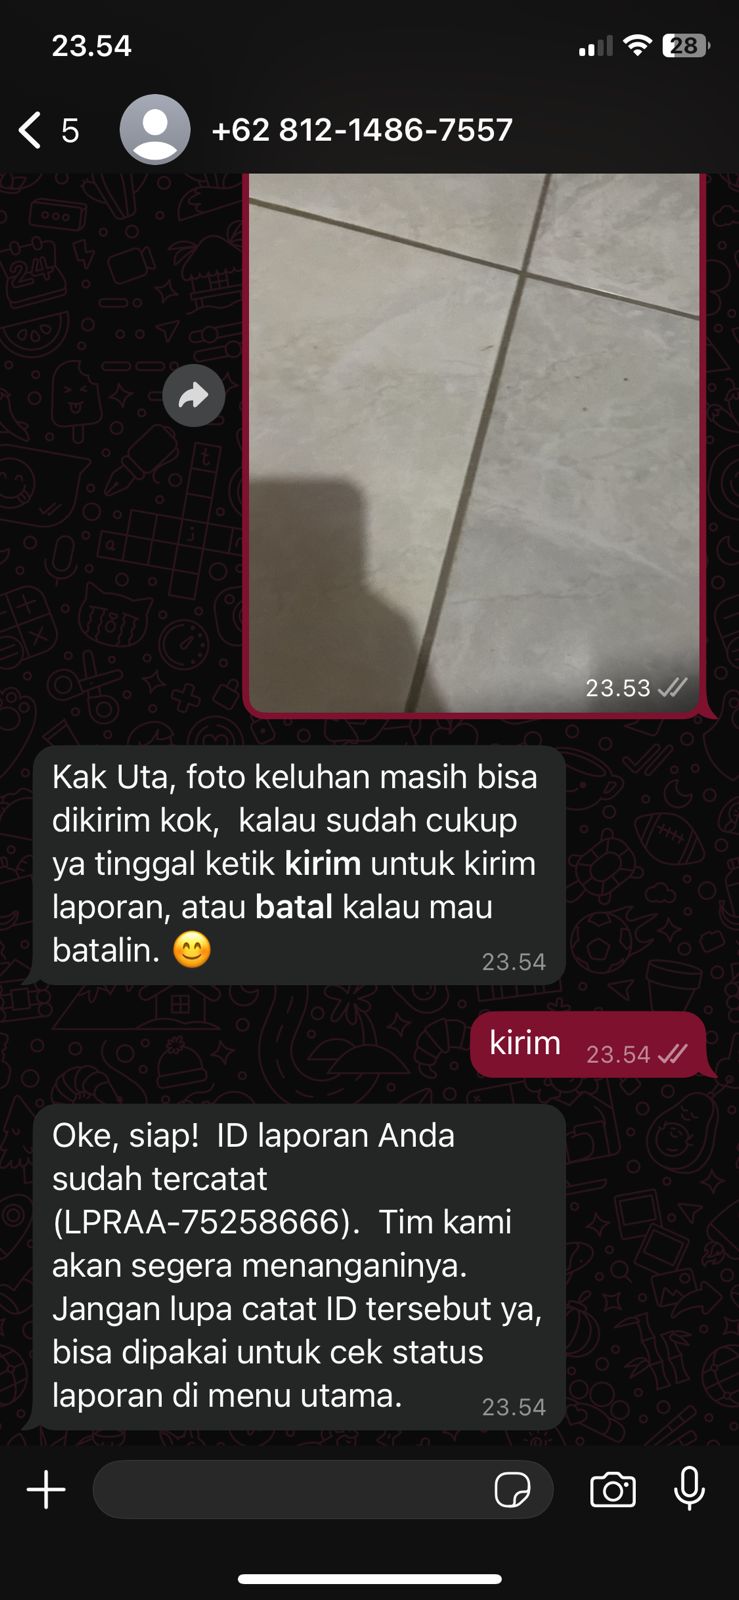 23.54
28
5
+62 812-1486-7557
23.53
Kak Uta, foto keluhan masih bisa
dikirim kok,  kalau sudah cukup
ya tinggal ketik kirim untuk kirim
laporan, atau batal kalau mau
batalin. 😊
23.54
kirim
23.54
Oke, siap!  ID laporan Anda
sudah tercatat
(LPRAA-75258666).  Tim kami
akan segera menanganinya.
Jangan lupa catat ID tersebut ya,
bisa dipakai untuk cek status
laporan di menu utama.
23.54